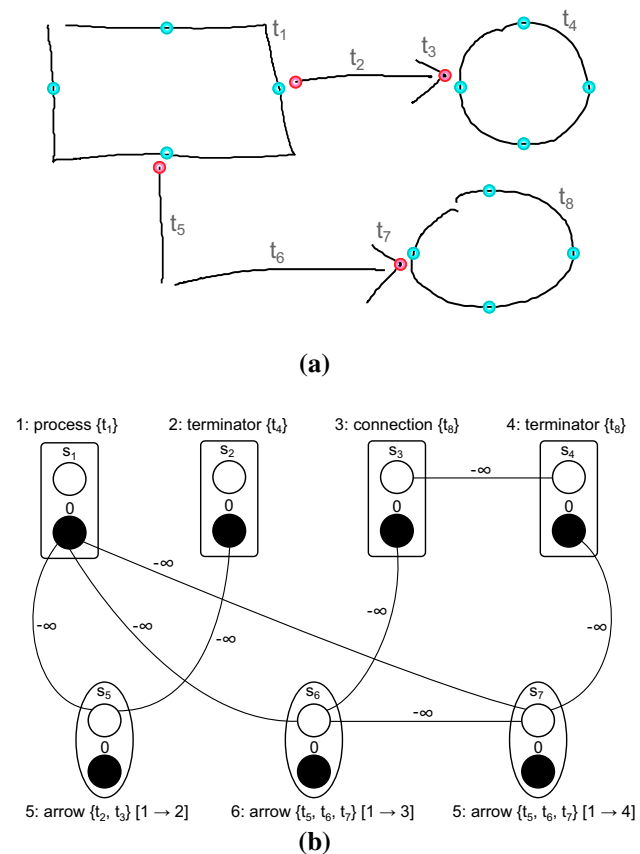 t₁ t₂ t₃ t₄
t₅ t₆ t₇ t₈
(a)
1: process {t₁} 2: terminator {t₄} 3: connection {t₈} 4: terminator {t₈}
s₁ s₂ s₃ s₄
-∞
0 0 0 0
-∞ -∞ -∞ -∞ -∞ -∞
s₅ s₆ s₇
-∞
0 0 0
5: arrow {t₂, t₃} [1 → 2] 6: arrow {t₅, t₆, t₇} [1 → 3] 5: arrow {t₅, t₆, t₇} [1 → 4]
(b)